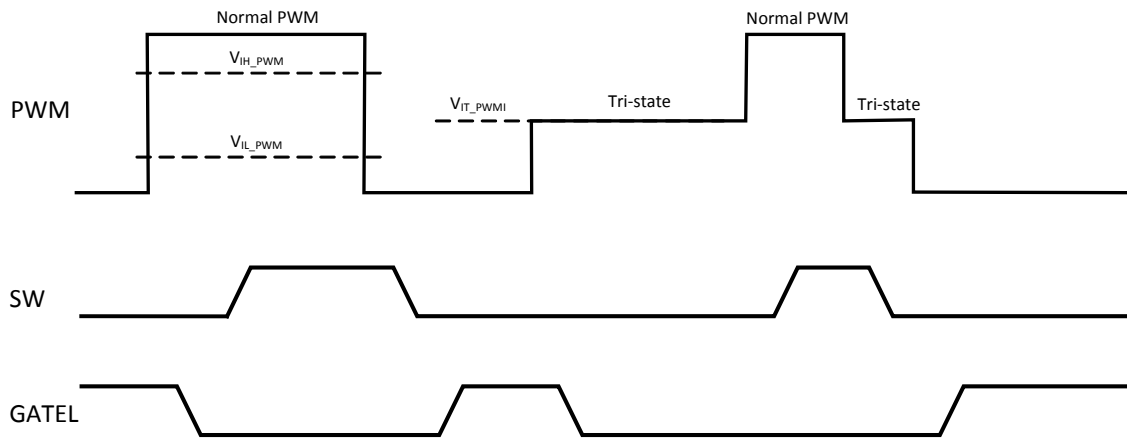 Normal PWM
Normal PWM
V_IH_PWM
PWM
V_IT_PWMI
Tri-state
Tri-state
V_IL_PWM
SW
GATEL